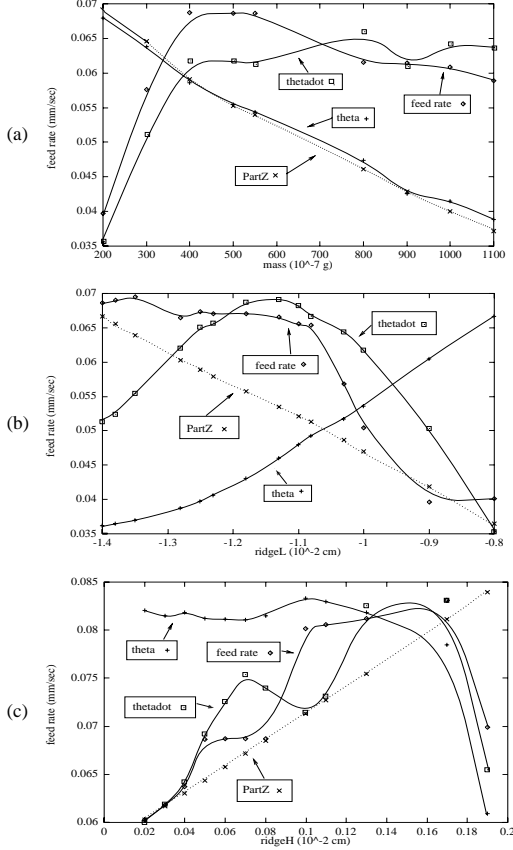 (a)
feed rate (mm/sec)
0.07
0.065
0.06
0.055
0.05
0.045
0.04
0.035
thetadot
feed rate
theta
PartZ
200 300 400 500 600 700 800 900 1000 1100
mass (10^-7 g)
(b)
feed rate (mm/sec)
0.07
0.065
0.06
0.055
0.05
0.045
0.04
0.035
thetadot
feed rate
PartZ
theta
-1.4 -1.3 -1.2 -1.1 -1 -0.9 -0.8
ridgeL (10^-2 cm)
(c)
feed rate (mm/sec)
0.085
0.08
0.075
0.07
0.065
0.06
theta
feed rate
thetadot
PartZ
0 0.02 0.04 0.06 0.08 0.1 0.12 0.14 0.16 0.18 0.2
ridgeH (10^-2 cm)